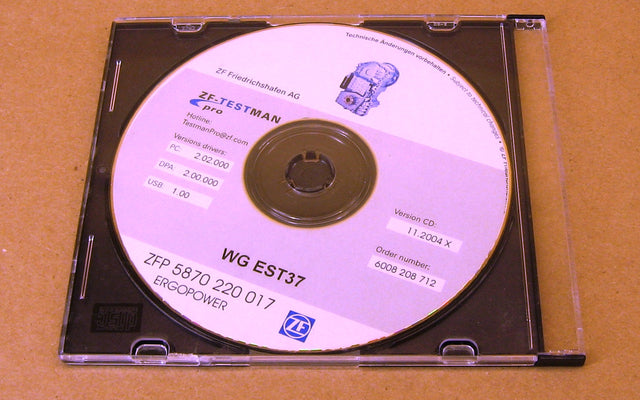 Technische Änderungen vorbehalten • Subject to technical changes •
ZF Friedrichshafen AG
ZF-TESTMAN
pro
Hotline:
TestmanPro@zf.com
Versions drivers:
PC: 2.02.000
DPA: 2.00.000
USB: 1.00
Version CD:
11.2004 X
Order number:
6008 208 712
WG EST37
ZFP 5870 220 017
ERGOPOWER
ZF